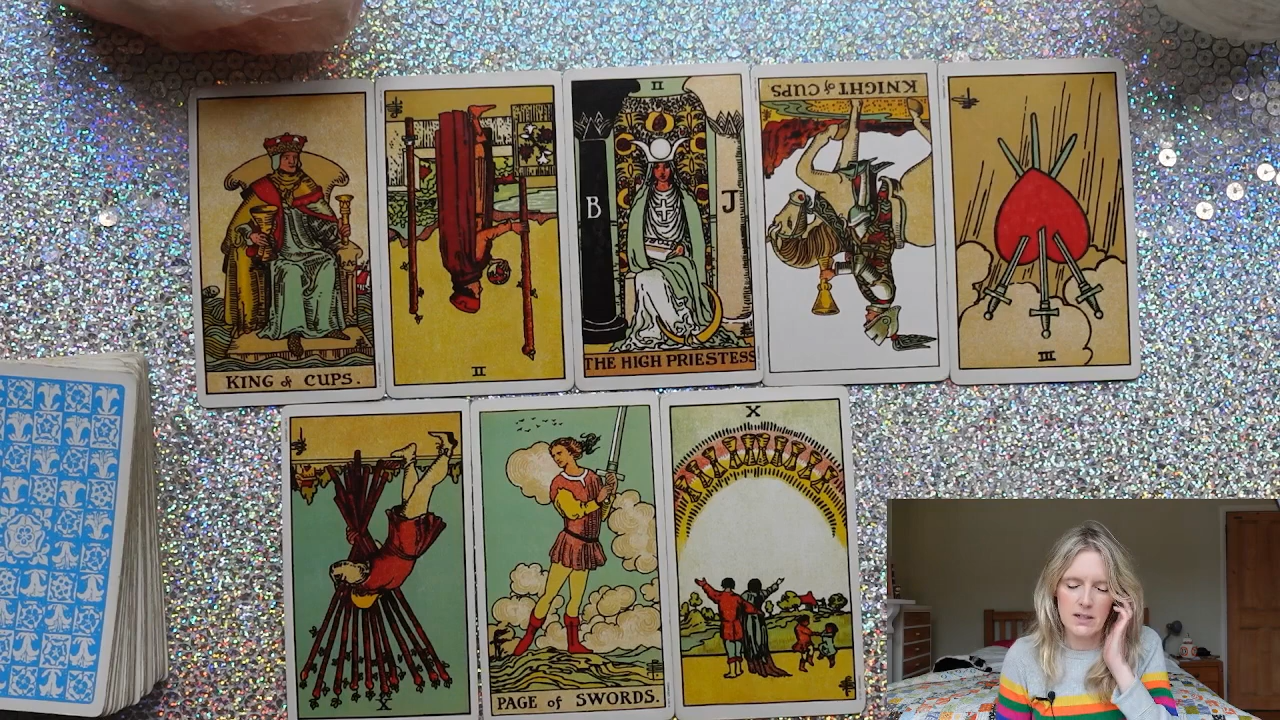 KING of CUPS.
II
II
B J
THE HIGH PRIESTESS
KNIGHT of CUPS.
III
X
PAGE of SWORDS.
X